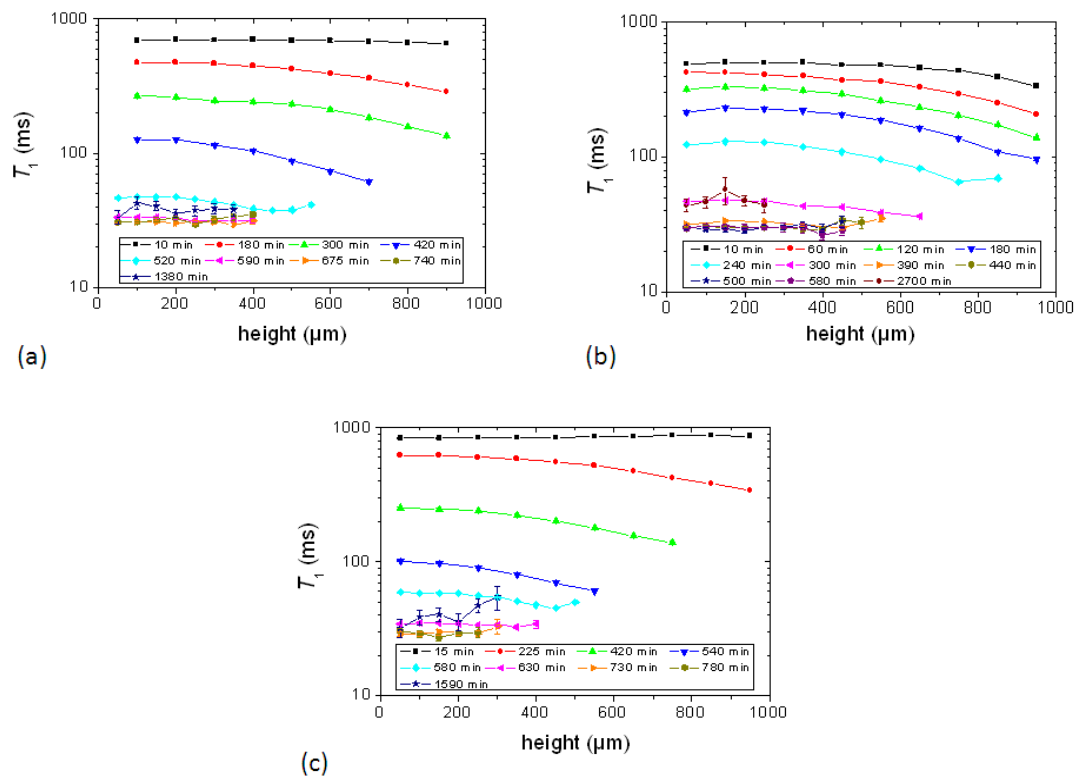 1000
100
10
T1 (ms)
10 min 180 min 300 min 420 min
520 min 590 min 675 min 740 min
1380 min
0 200 400 600 800 1000
height (µm)
(a)
1000
100
10
T1 (ms)
10 min 60 min 120 min 180 min
240 min 300 min 390 min 440 min
500 min 580 min 2700 min
0 200 400 600 800 1000
height (µm)
(b)
1000
100
10
T1 (ms)
15 min 225 min 420 min 540 min
580 min 630 min 730 min 780 min
1590 min
0 200 400 600 800 1000
height (µm)
(c)